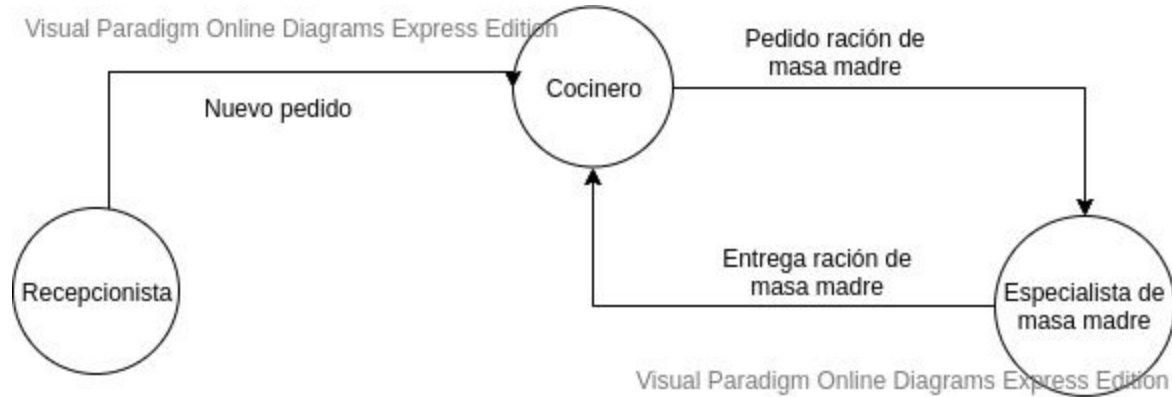 Visual Paradigm Online Diagrams Express Edition
Pedido ración de
masa madre
Cocinero
Nuevo pedido
Entrega ración de
masa madre
Recepcionista
Especialista de
masa madre
Visual Paradigm Online Diagrams Express Edition